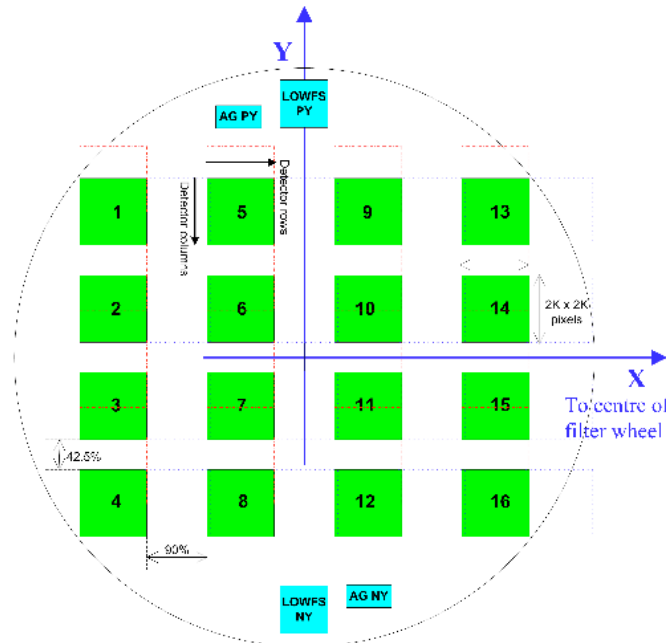 Y
LOWFS
PY
AG PY
Detector rows
Detector columns
1
5
9
13
2
6
10
14
2K x 2K
pixels
X
3
7
11
15
To centre of
filter wheel
42.5%
4
8
12
16
90%
LOWFS
NY
AG NY